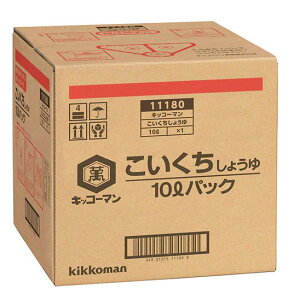 4
11180
キッコーマン
こいくちしょうゆ
10ℓ ×1
萬
キッコーマン
こいくちしょうゆ
10ℓパック
kikkoman